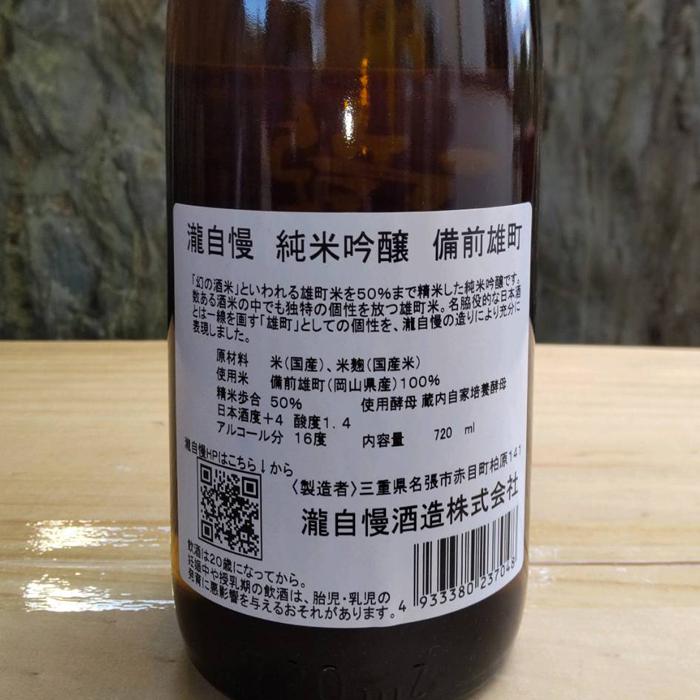 瀧自慢 純米吟醸 備前雄町
「幻の酒米」といわれる雄町米を50%まで精米した純米吟醸です。
数ある酒米の中でも独特の個性を放つ雄町米。名脇役的な日本酒
とは一線を画す「雄町」としての個性を、瀧自慢の造りにより充分に
表現しました。
原材料 米(国産)、米麹(国産米)
使用米 備前雄町(岡山県産)100%
精米歩合 50% 使用酵母 蔵内自家培養酵母
日本酒度+4 酸度1.4
アルコール分 16度 内容量 720 ml
瀧自慢HPはこちら↓から
〈製造者〉三重県名張市赤目町柏原141
瀧自慢酒造株式会社
飲酒は20歳になってから。
妊娠中や授乳期の飲酒は、胎児・乳児の
発育に悪影響を与えるおそれがあります。
4 933380 237048